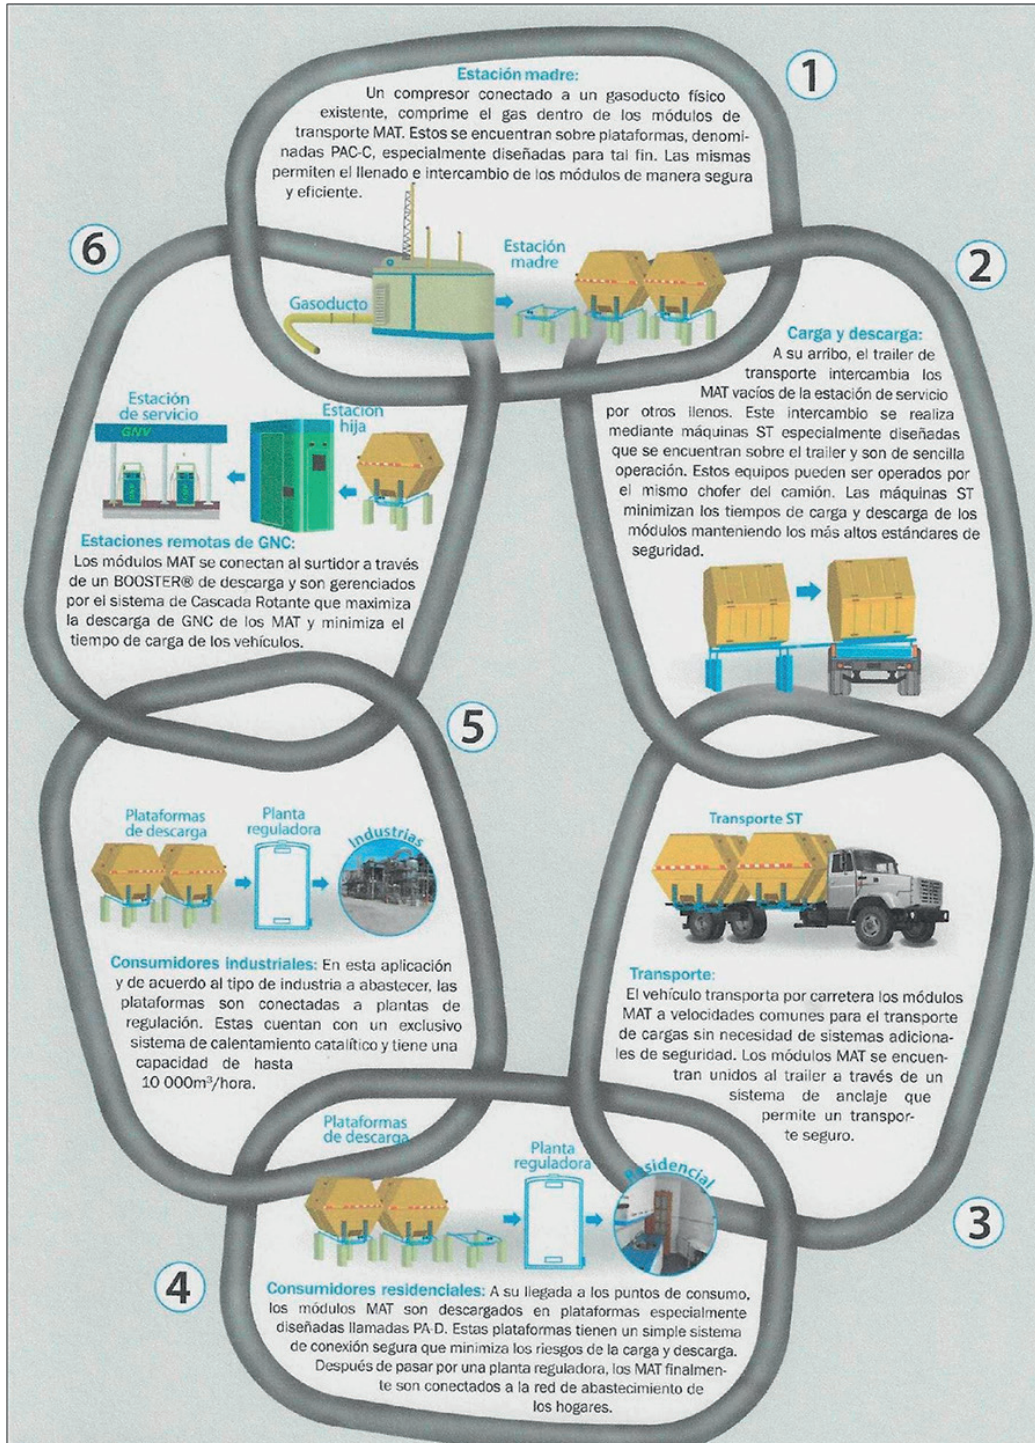 1
Estación madre:
Un compresor conectado a un gasoducto físico
existente, comprime el gas dentro de los módulos de
transporte MAT. Estos se encuentran sobre plataformas, denomi-
nadas PAC-C, especialmente diseñadas para tal fin. Las mismas
permiten el llenado e intercambio de los módulos de manera segura
y eficiente.
Estación
madre
Gasoducto
2
Carga y descarga:
A su arribo, el trailer de
transporte intercambia los
MAT vacíos de la estación de servicio
por otros llenos. Este intercambio se realiza
mediante máquinas ST especialmente diseñadas
que se encuentran sobre el trailer y son de sencilla
operación. Estos equipos pueden ser operados por
el mismo chofer del camión. Las máquinas ST
minimizan los tiempos de carga y descarga de los
módulos manteniendo los más altos estándares de
seguridad.
Transporte ST
Transporte:
El vehículo transporta por carretera los módulos
MAT a velocidades comunes para el transporte
de cargas sin necesidad de sistemas adiciona-
les de seguridad. Los módulos MAT se encuen-
tran unidos al trailer a través de un
sistema de anclaje que
permite un transpor-
te seguro.
3
Plataformas
de descarga
Planta
reguladora
Residencial
4
Consumidores residenciales: A su llegada a los puntos de consumo,
los módulos MAT son descargados en plataformas especialmente
diseñadas llamadas PA-D. Estas plataformas tienen un simple sistema
de conexión segura que minimiza los riesgos de la carga y descarga.
Después de pasar por una planta reguladora, los MAT finalmen-
te son conectados a la red de abastecimiento de
los hogares.
5
Plataformas
de descarga
Planta
reguladora
Industrias
Consumidores industriales: En esta aplicación
y de acuerdo al tipo de industria a abastecer, las
plataformas son conectadas a plantas de
regulación. Estas cuentan con un exclusivo
sistema de calentamiento catalítico y tiene una
capacidad de hasta
10 000m³/hora.
6
Estación
de servicio
GNV
GNV
GNV
Estación
hija
Estaciones remotas de GNC:
Los módulos MAT se conectan al surtidor a través
de un BOOSTER® de descarga y son gerenciados
por el sistema de Cascada Rotante que maximiza
la descarga de GNC de los MAT y minimiza el
tiempo de carga de los vehículos.